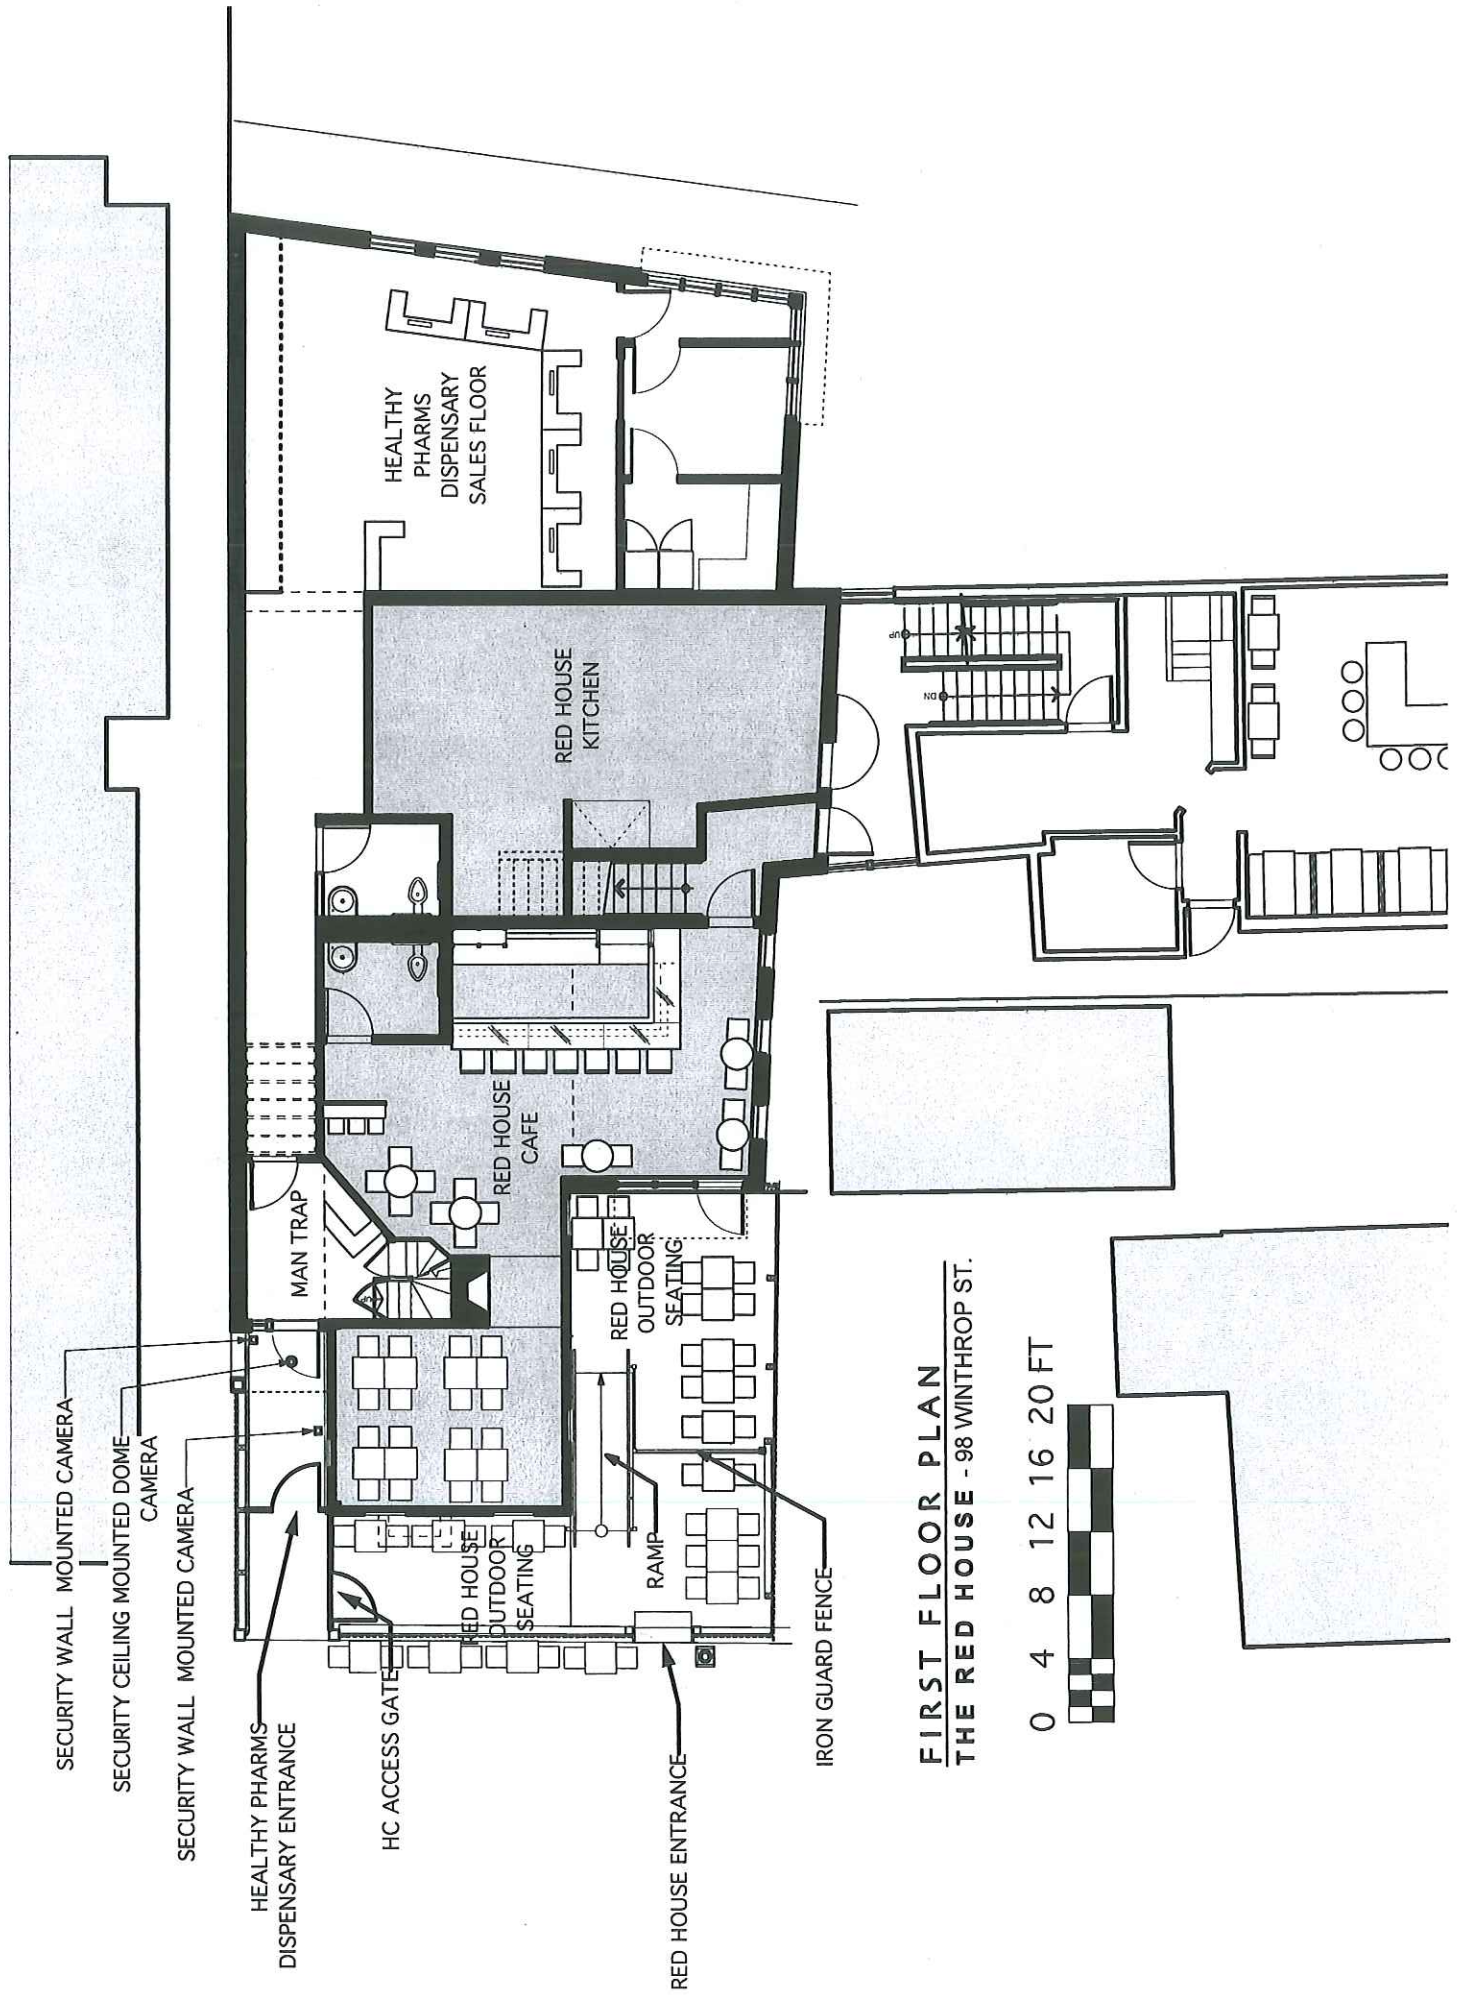 SECURITY WALL MOUNTED CAMERA
SECURITY CEILING MOUNTED DOME
CAMERA
SECURITY WALL MOUNTED CAMERA
HEALTHY PHARMS
DISPENSARY ENTRANCE
HC ACCESS GATE
RED HOUSE ENTRANCE
IRON GUARD FENCE
RAMP
MAN TRAP
UP
RED HOUSE
OUTDOOR
SEATING
RED HOUSE
OUTDOOR
SEATING
RED HOUSE
CAFE
RED HOUSE
KITCHEN
HEALTHY
PHARMS
DISPENSARY
SALES FLOOR
UP
DN
FIRST FLOOR PLAN
THE RED HOUSE - 98 WINTHROP ST.
0 4 8 12 16 20 FT